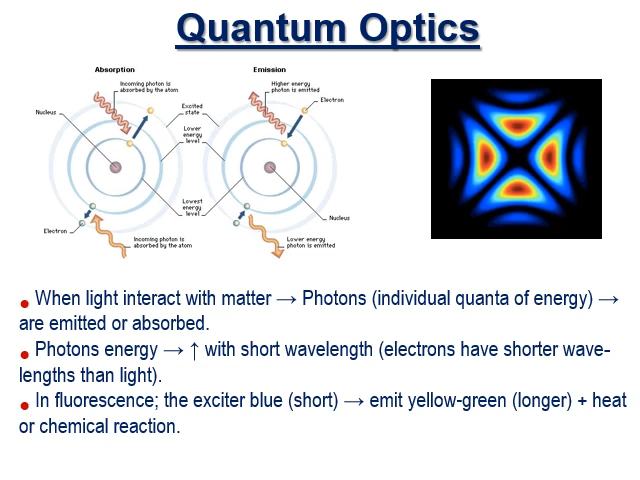 Quantum Optics
Absorption
Emission
Incoming photon is
absorbed by the atom
Higher energy
photon is emitted
Nucleus
Excited
state
Electron
Lower
energy
level
Lowest
energy
level
Electron
Nucleus
Incoming photon is
absorbed by the atom
Lower energy
photon is emitted
• When light interact with matter → Photons (individual quanta of energy) →
are emitted or absorbed.
• Photons energy → ↑ with short wavelength (electrons have shorter wave-
lengths than light).
• In fluorescence; the exciter blue (short) → emit yellow-green (longer) + heat
or chemical reaction.